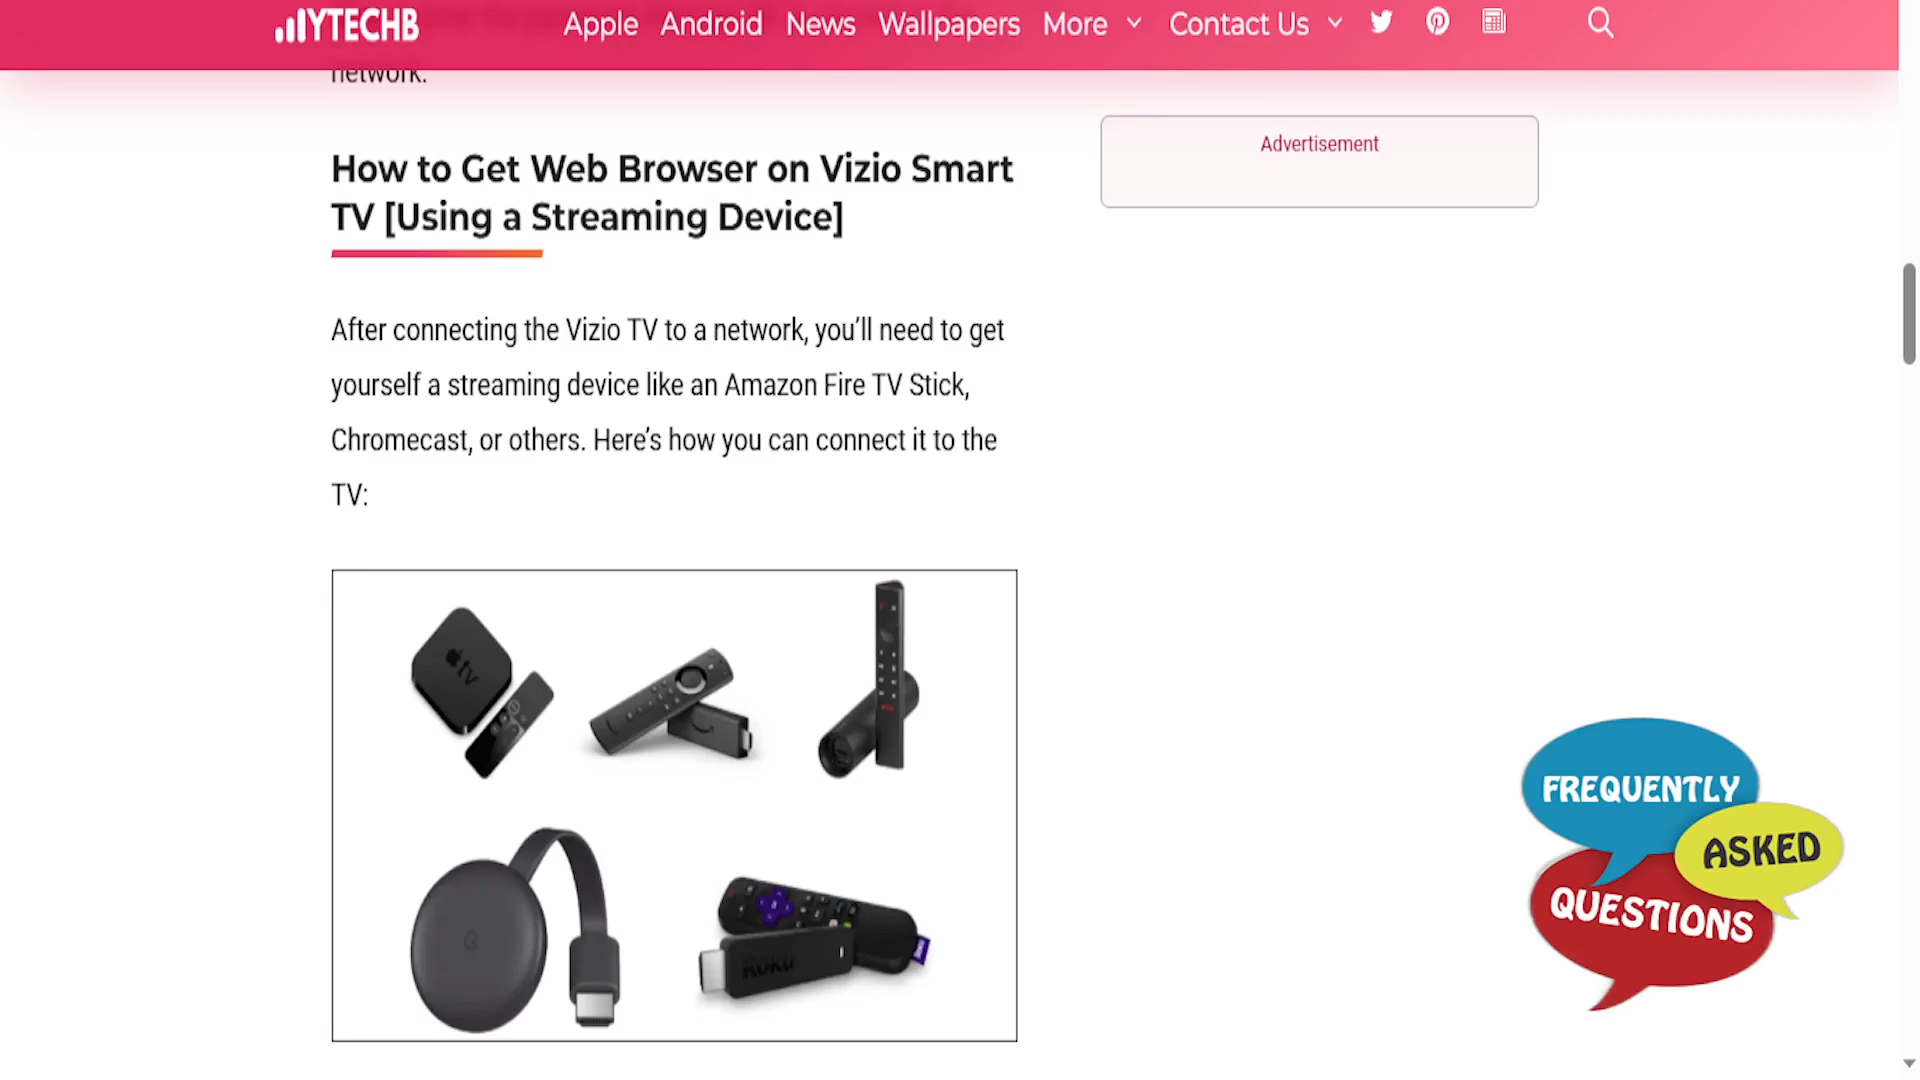 YTECHB
Apple Android News Wallpapers More Contact Us
network.
Advertisement
How to Get Web Browser on Vizio Smart
TV [Using a Streaming Device]
After connecting the Vizio TV to a network, you’ll need to get
yourself a streaming device like an Amazon Fire TV Stick,
Chromecast, or others. Here’s how you can connect it to the
TV:
tv
Roku
FREQUENTLY
ASKED
QUESTIONS